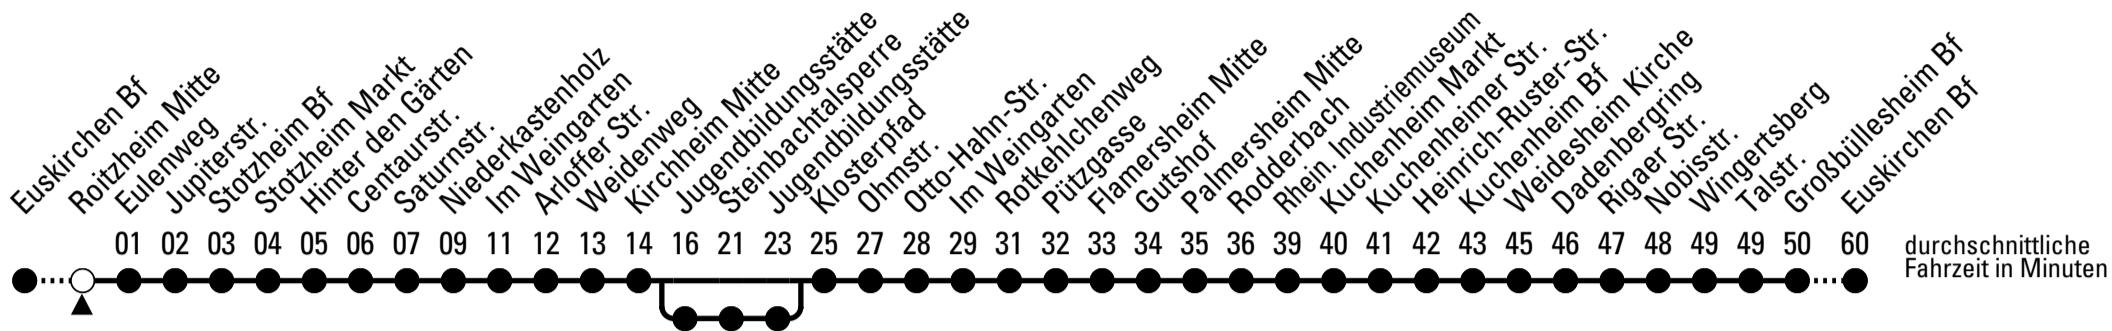 Euskirchen Bf
Roitzheim Mitte
Eulenweg
Jupiterstr.
Stotzheim Bf
Stotzheim Markt
Hinter den Gärten
Centaurstr.
Saturnstr.
Niederkastenholz
Im Weingarten
Arloffer Str.
Weidenweg
Kirchheim Mitte
Jugendbildungsstätte
Steinbachtalsperre
Jugendbildungsstätte
Klosterpfad
Ohmstr.
Otto-Hahn-Str.
Im Weingarten
Rotkehlchenweg
Pützgasse
Flamersheim Mitte
Gutshof
Palmersheim Mitte
Rodderbach
Rhein. Industriemuseum
Kuchenheim Markt
Kuchenheimer Str.
Heinrich-Ruster-Str.
Kuchenheim Bf
Weidesheim Kirche
Dadenbergring
Rigaer Str.
Nobisstr.
Wingertsberg
Talstr.
Großbüllesheim Bf
Euskirchen Bf
01 02 03 04 05 06 07 09 11 12 13 14 16 21 23 25 27 28 29 31 32 33 34 35 36 39 40 41 42 43 45 46 47 48 49 49 50 60
durchschnittliche
Fahrzeit in Minuten